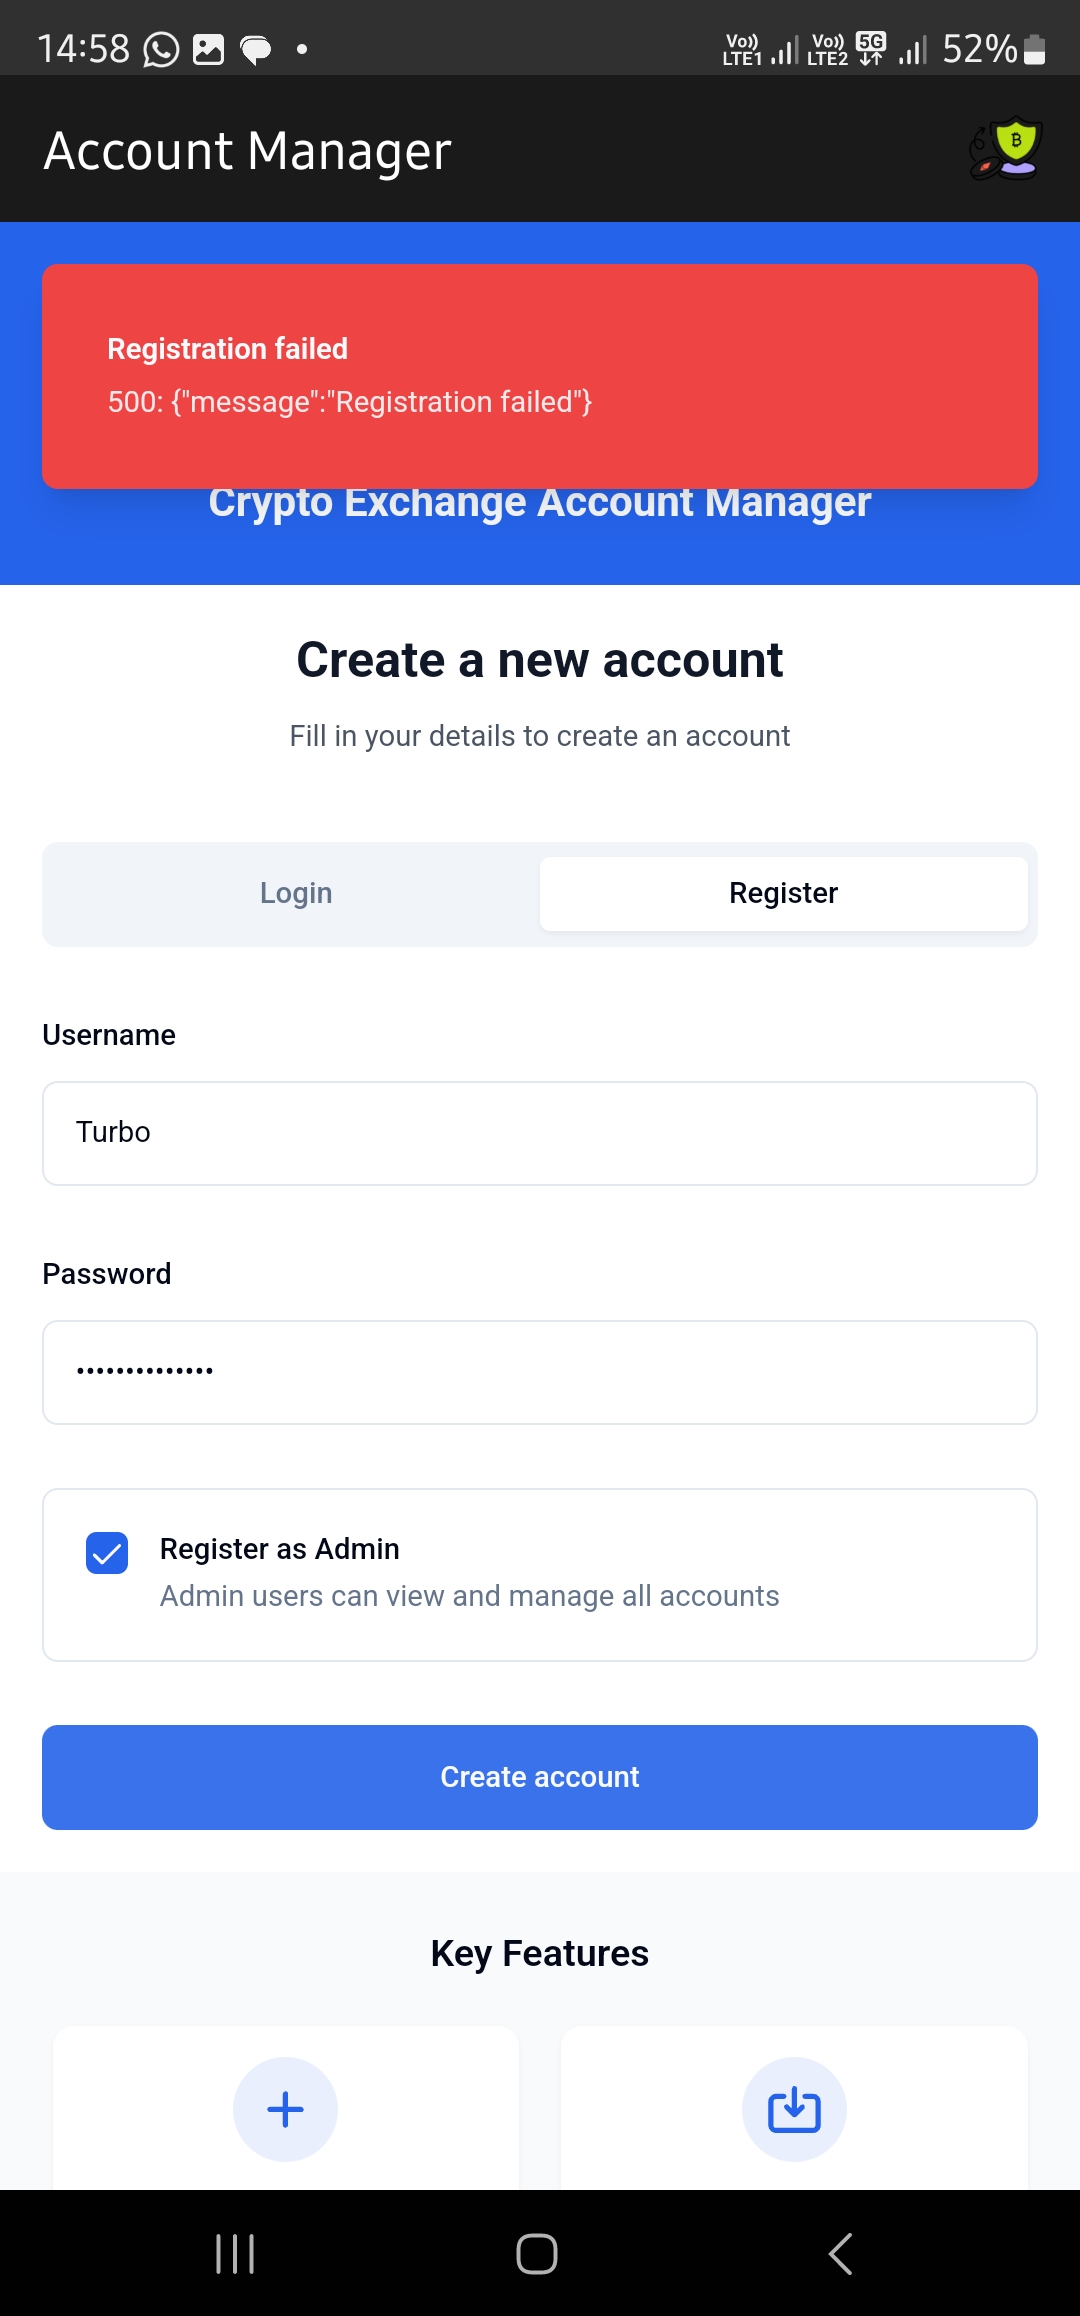 14:58
Vo)) LTE1 Vo)) LTE2 5G 52%
Account Manager
Registration failed
500: {"message":"Registration failed"}
Crypto Exchange Account Manager
Create a new account
Fill in your details to create an account
Login
Register
Username
Turbo
Password
••••••••••••••
Register as Admin
Admin users can view and manage all accounts
Create account
Key Features